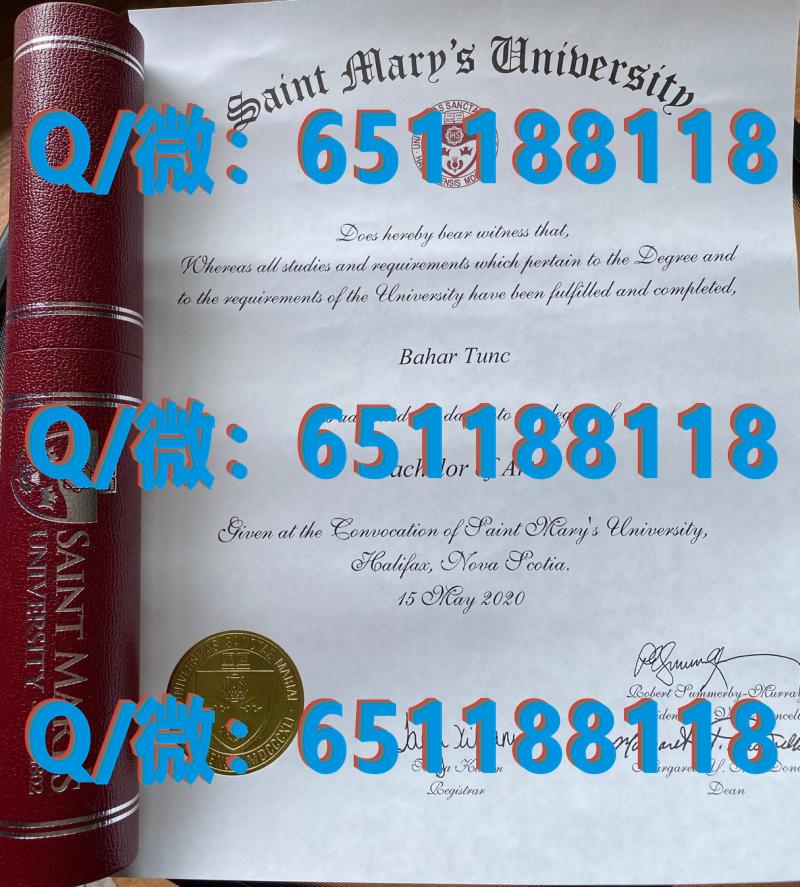 Saint Mary's University
Q/微：651188118
Does hereby bear witness that,
Whereas all studies and requirements which pertain to the Degree and
to the requirements of the University have been fulfilled and completed,
Bahar Tunc
Q/微：651188118
Given at the Convocation of Saint Mary's University,
Halifax, Nova Scotia.
15 May 2020
Robert Summerby-Murray
Q/微：651188118
Registrar
Dean
SAINT MARY'S
UNIVERSITY